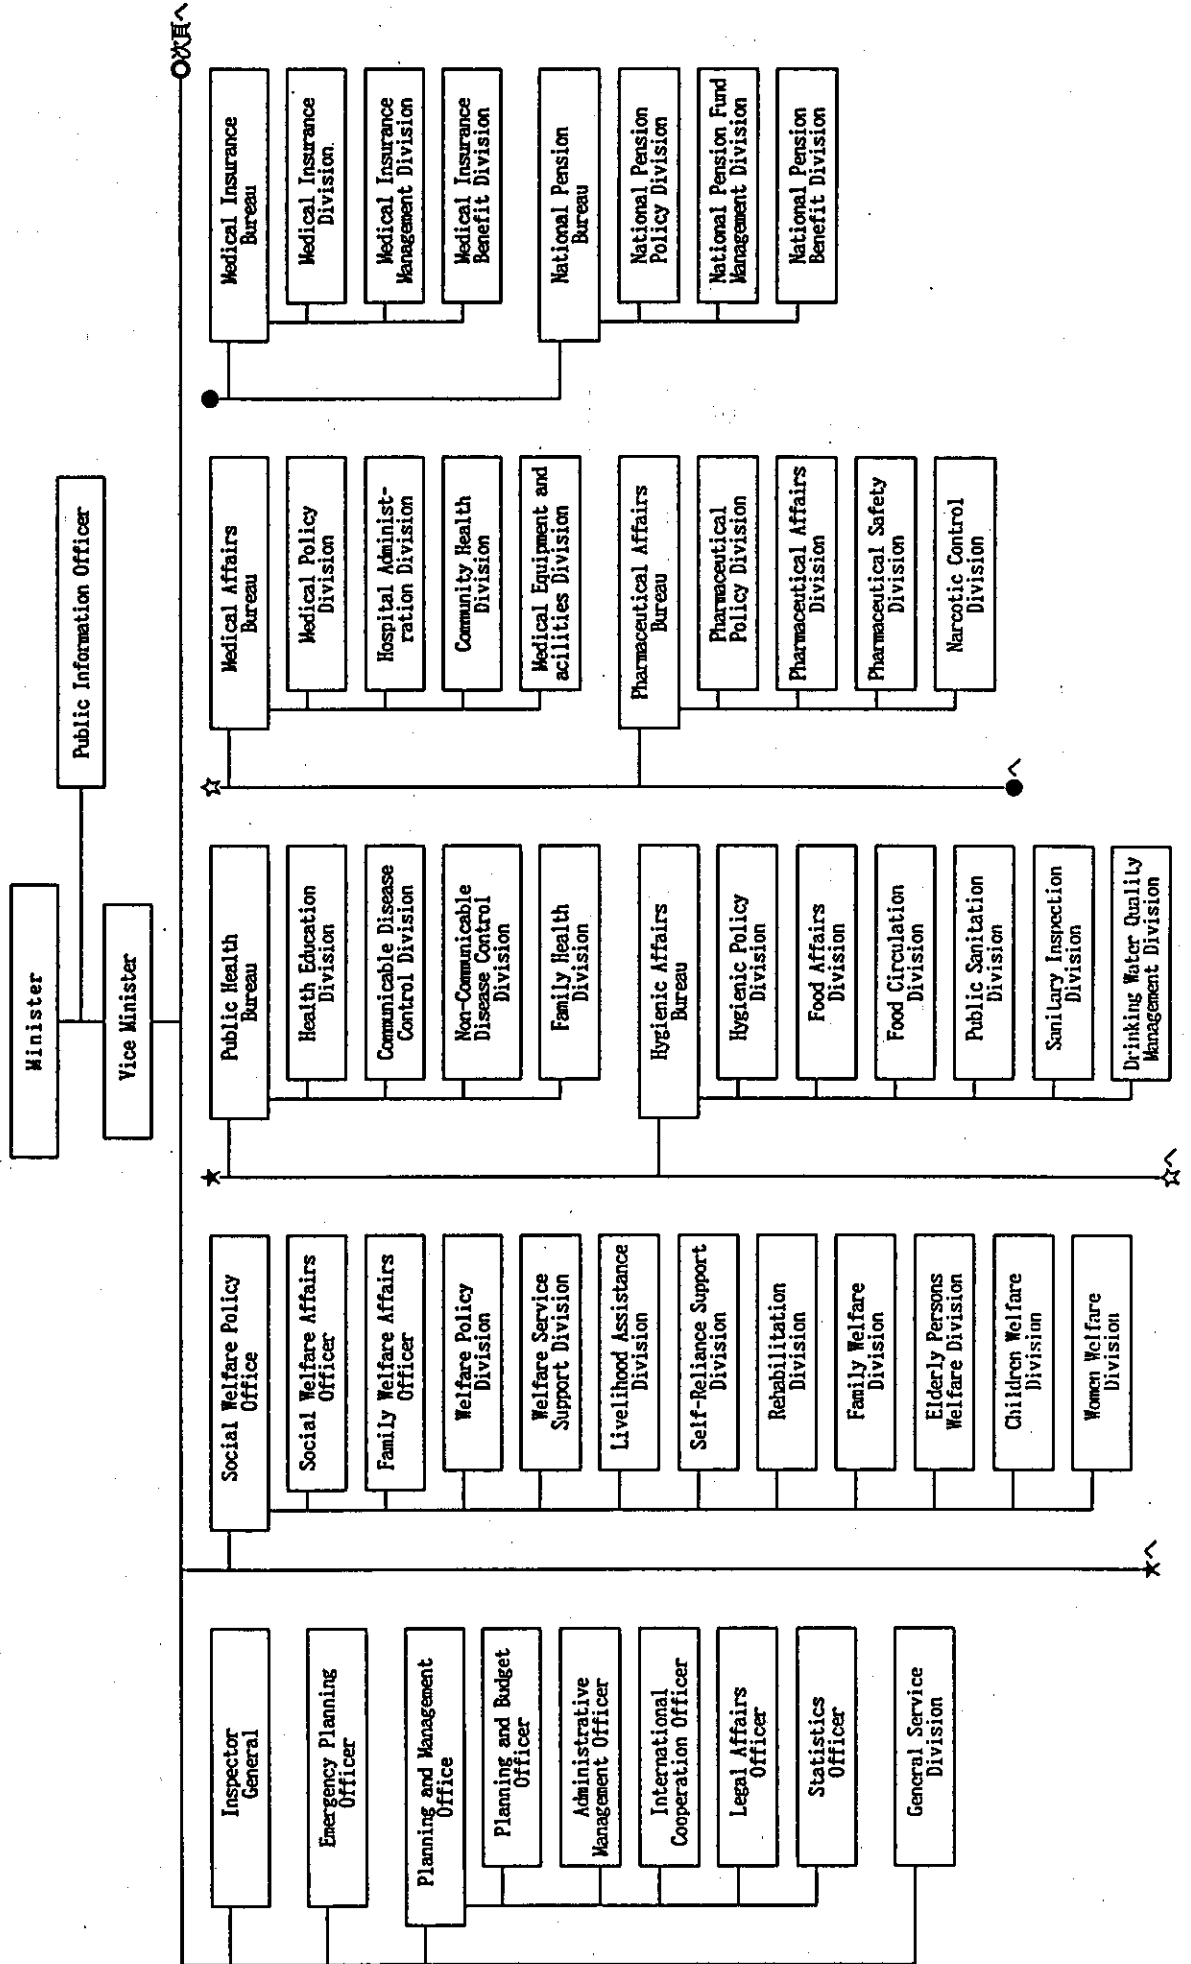 Minister
Public Information Officer
Vice Minister
○次頁へ
Inspector
General
Emergency Planning
Officer
Planning and Management
Office
Planning and Budget
Officer
Administrative
Management Officer
International
Cooperation Officer
Legal Affairs
Officer
Statistics
Officer
General Service
Division
Social Welfare Policy
Office
Social Welfare Affairs
Officer
Family Welfare Affairs
Officer
Welfare Policy
Division
Welfare Service
Support Division
Livelihood Assistance
Division
Self-Reliance Support
Division
Rehabilitation
Division
Family Welfare
Division
Elderly Persons
Welfare Division
Children Welfare
Division
Women Welfare
Division
★へ
★
Public Health
Bureau
Health Education
Division
Communicable Disease
Control Division
Non-Communicable
Disease Control
Division
Family Health
Division
Hygienic Affairs
Bureau
Hygienic Policy
Division
Food Affairs
Division
Food Circulation
Division
Public Sanitation
Division
Sanitary Inspection
Division
Drinking Water Quality
Management Division
☆へ
☆
Medical Affairs
Bureau
Medical Policy
Division
Hospital Administ-
ration Division
Community Health
Division
Medical Equipment and
acilities Division
Pharmaceutical Affairs
Bureau
Pharmaceutical
Policy Division
Pharmaceutical Affairs
Division
Pharmaceutical Safety
Division
Narcotic Control
Division
●へ
●
Medical Insurance
Bureau
Medical Insurance
Division.
Medical Insurance
Management Division
Medical Insurance
Benefit Division
National Pension
Bureau
National Pension
Policy Division
National Pension Fund
Management Division
National Pension
Benefit Division